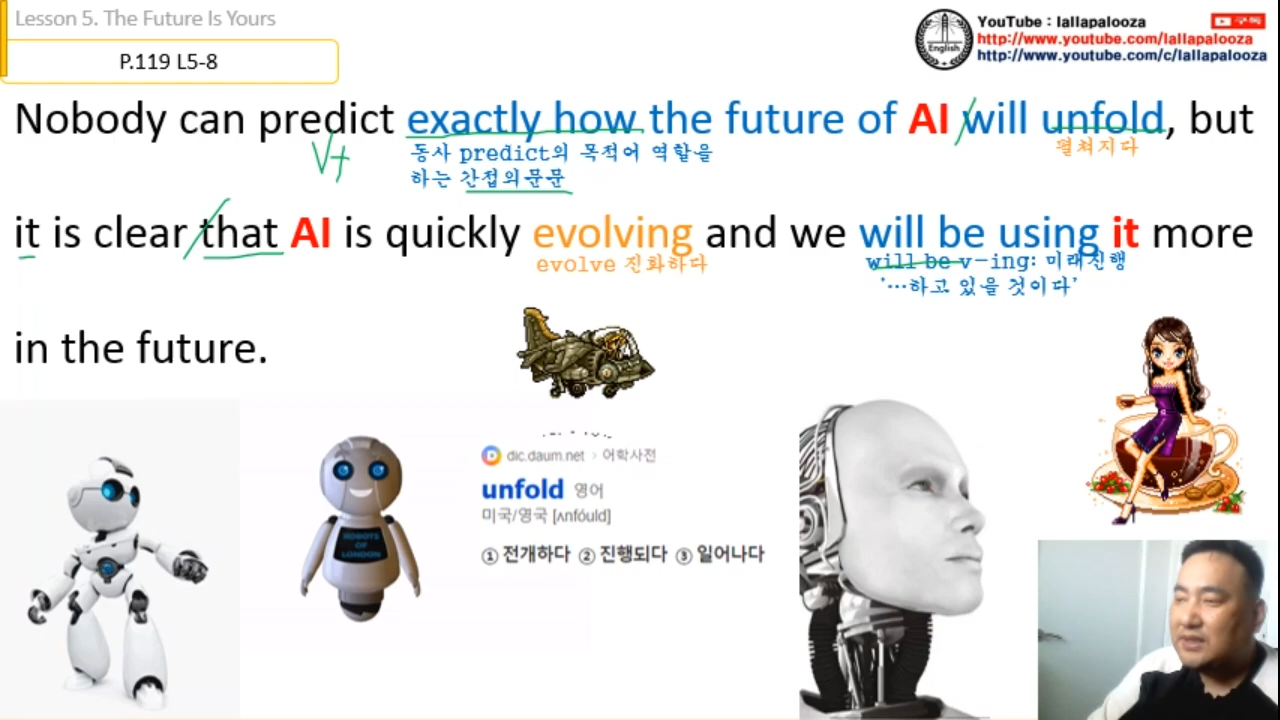 Lesson 5. The Future Is Yours
P.119 L5-8
YouTube : lallapalooza
구독
http://www.youtube.com/lallapalooza
http://www.youtube.com/c/lallapalooza
English
Nobody can predict exactly how the future of AI will unfold, but
Vt
동사 predict의 목적어 역할을
하는 간접의문문
펼쳐지다
it is clear that AI is quickly evolving and we will be using it more
evolve 진화하다
will be v-ing: 미래진행
‘…하고 있을 것이다’
in the future.
dic.daum.net › 어학사전
unfold 영어
미국/영국 [ʌnfóuld]
① 전개하다 ② 진행되다 ③ 일어나다
ROBOTS
OF
LONDON